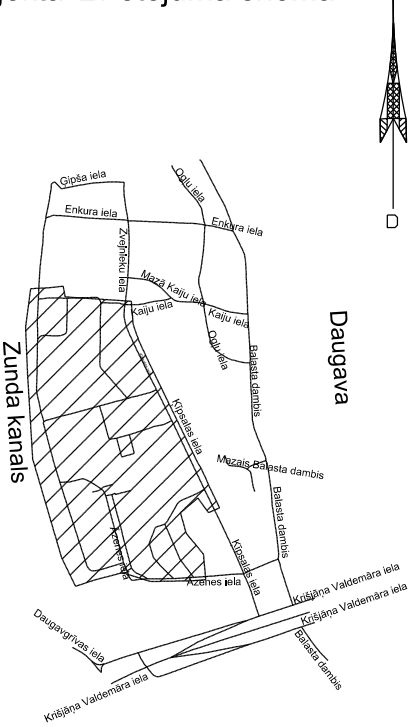 Gipša iela
Ogļu iela
Enkura iela
Enkura iela
Zvejnieku iela
Mazā Kaiju iela
Kaiju iela
Kaiju iela
Ogļu iela
Balasta dambis
Daugava
Zunda kanals
Ķīpsalas iela
Mazais Balasta dambis
Balasta dambis
Āzenes iela
Ķīpsalas iela
Āzenes iela
Krišjāņa Valdemāra iela
Krišjāņa Valdemāra iela
Daugavgrīvas iela
Balasta dambis
Krišjāņa Valdemāra iela
D